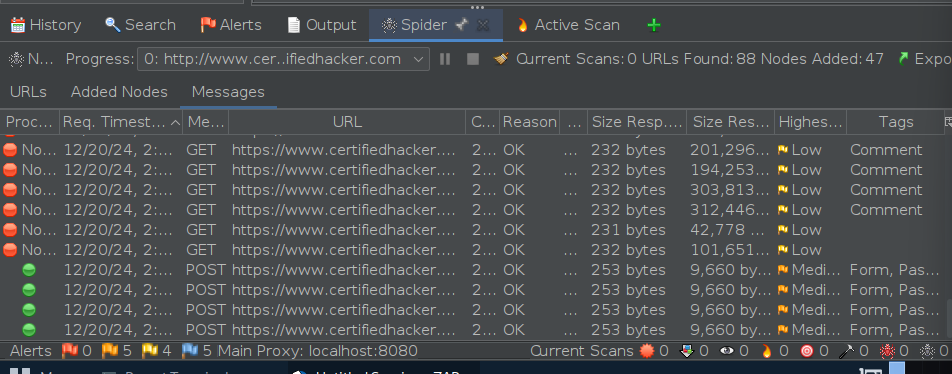 History Search Alerts Output Spider Active Scan
N... Progress: 0: http://www.cer..ifiedhacker.com Current Scans: 0 URLs Found: 88 Nodes Added: 47 Expo
URLs Added Nodes Messages
Proc... Req. Timest... Me... URL C... Reason ... Size Resp.... Size Res... Highes... Tags
No... 12/20/24, 2:... GET https://www.certifiedhacker.... 2... OK ... 232 bytes 201,296... Low Comment
No... 12/20/24, 2:... GET https://www.certifiedhacker.... 2... OK ... 232 bytes 194,253... Low Comment
No... 12/20/24, 2:... GET https://www.certifiedhacker.... 2... OK ... 232 bytes 303,813... Low Comment
No... 12/20/24, 2:... GET https://www.certifiedhacker.... 2... OK ... 232 bytes 312,446... Low Comment
No... 12/20/24, 2:... GET https://www.certifiedhacker.... 2... OK ... 231 bytes 42,778 ... Low
No... 12/20/24, 2:... GET https://www.certifiedhacker.... 2... OK ... 232 bytes 101,651... Low
12/20/24, 2:... POST https://www.certifiedhacker.... 2... OK ... 253 bytes 9,660 by... Medi... Form, Pas...
12/20/24, 2:... POST https://www.certifiedhacker.... 2... OK ... 253 bytes 9,660 by... Medi... Form, Pas...
12/20/24, 2:... POST https://www.certifiedhacker.... 2... OK ... 253 bytes 9,660 by... Medi... Form, Pas...
12/20/24, 2:... POST https://www.certifiedhacker.... 2... OK ... 253 bytes 9,660 by... Medi... Form, Pas...
Alerts 0 5 4 5 Main Proxy: localhost:8080 Current Scans 0 0 0 0 0 0 0 0